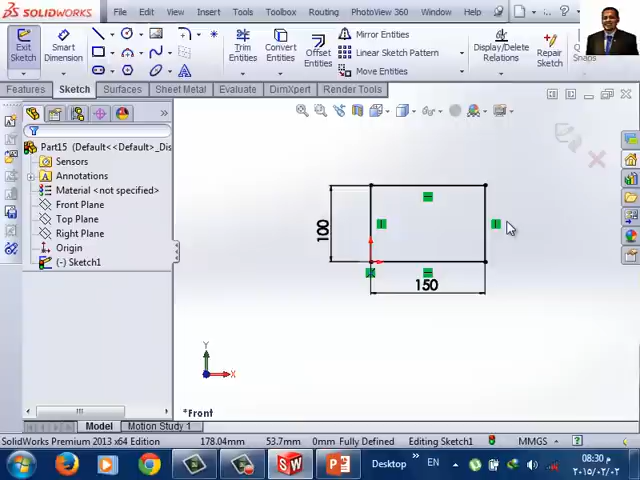 SOLIDWORKS File Edit View Insert Tools Toolbox Routing PhotoView 360 Window ?
Exit Sketch
Smart Dimension
Trim Entities
Convert Entities
Offset Entities
Mirror Entities
Linear Sketch Pattern
Move Entities
Display/Delete Relations
Repair Sketch
Features Sketch Surfaces Sheet Metal Evaluate DimXpert Render Tools
Part15 (Default<<Default>_Dis
Sensors
Annotations
Material <not specified>
Front Plane
Top Plane
Right Plane
Origin
(-) Sketch1
100
150
Y
X
*Front
Model Motion Study 1
SolidWorks Premium 2013 x64 Edition 178.04mm 53.7mm 0mm Fully Defined Editing Sketch1 MMGS ?
Desktop EN 08:30 م
٢٠١٥/٠٢/٠٢